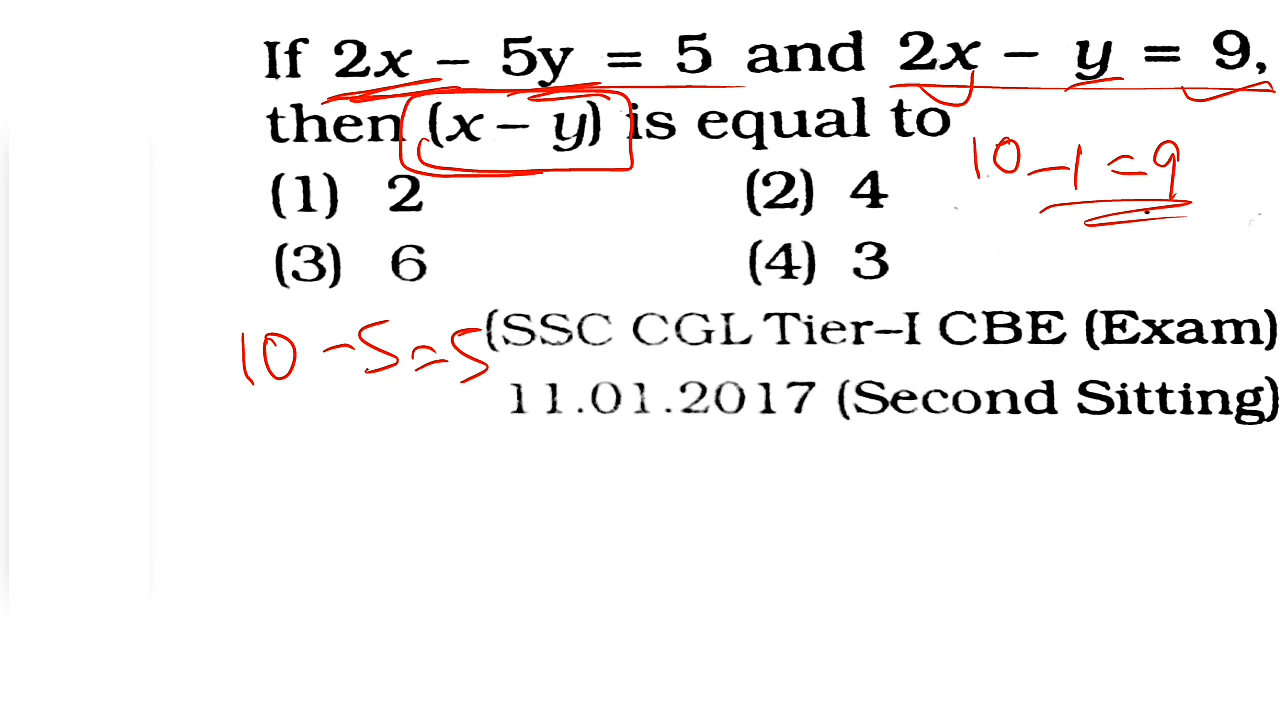 If 2x − 5y = 5 and 2x − y = 9,
then (x − y) is equal to
10 − 1 = 9
(1) 2 (2) 4
(3) 6 (4) 3
10 − 5 = 5
(SSC CGL Tier–I CBE (Exam)
11.01.2017 (Second Sitting)